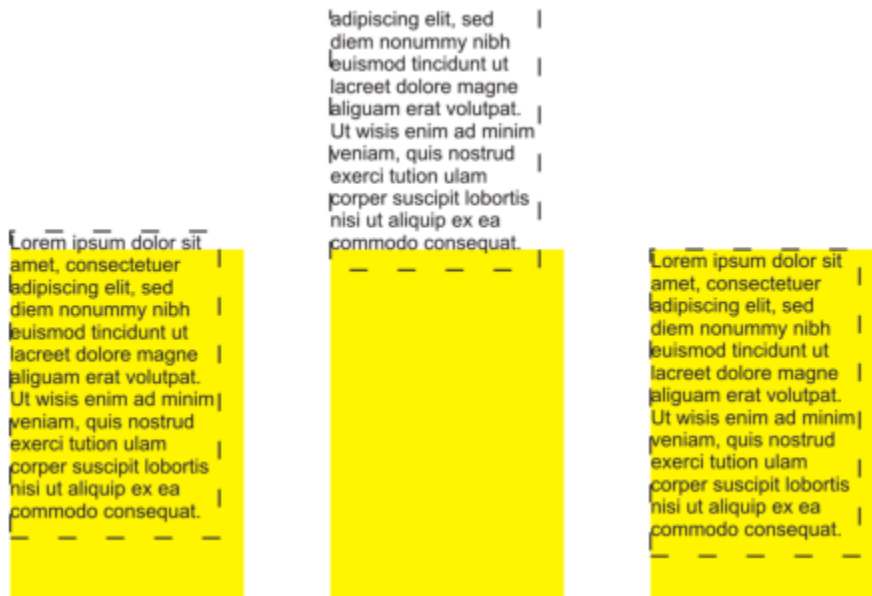 Lorem ipsum dolor sit
amet, consectetuer
adipiscing elit, sed
diem nonummy nibh
euismod tincidunt ut
lacreet dolore magne
aliguam erat volutpat.
Ut wisis enim ad minim
veniam, quis nostrud
exerci tution ulam
corper suscipit lobortis
nisi ut aliquip ex ea
commodo consequat.
adipiscing elit, sed
diem nonummy nibh
euismod tincidunt ut
lacreet dolore magne
aliguam erat volutpat.
Ut wisis enim ad minim
veniam, quis nostrud
exerci tution ulam
corper suscipit lobortis
nisi ut aliquip ex ea
commodo consequat.
Lorem ipsum dolor sit
amet, consectetuer
adipiscing elit, sed
diem nonummy nibh
euismod tincidunt ut
lacreet dolore magne
aliguam erat volutpat.
Ut wisis enim ad minim
veniam, quis nostrud
exerci tution ulam
corper suscipit lobortis
nisi ut aliquip ex ea
commodo consequat.